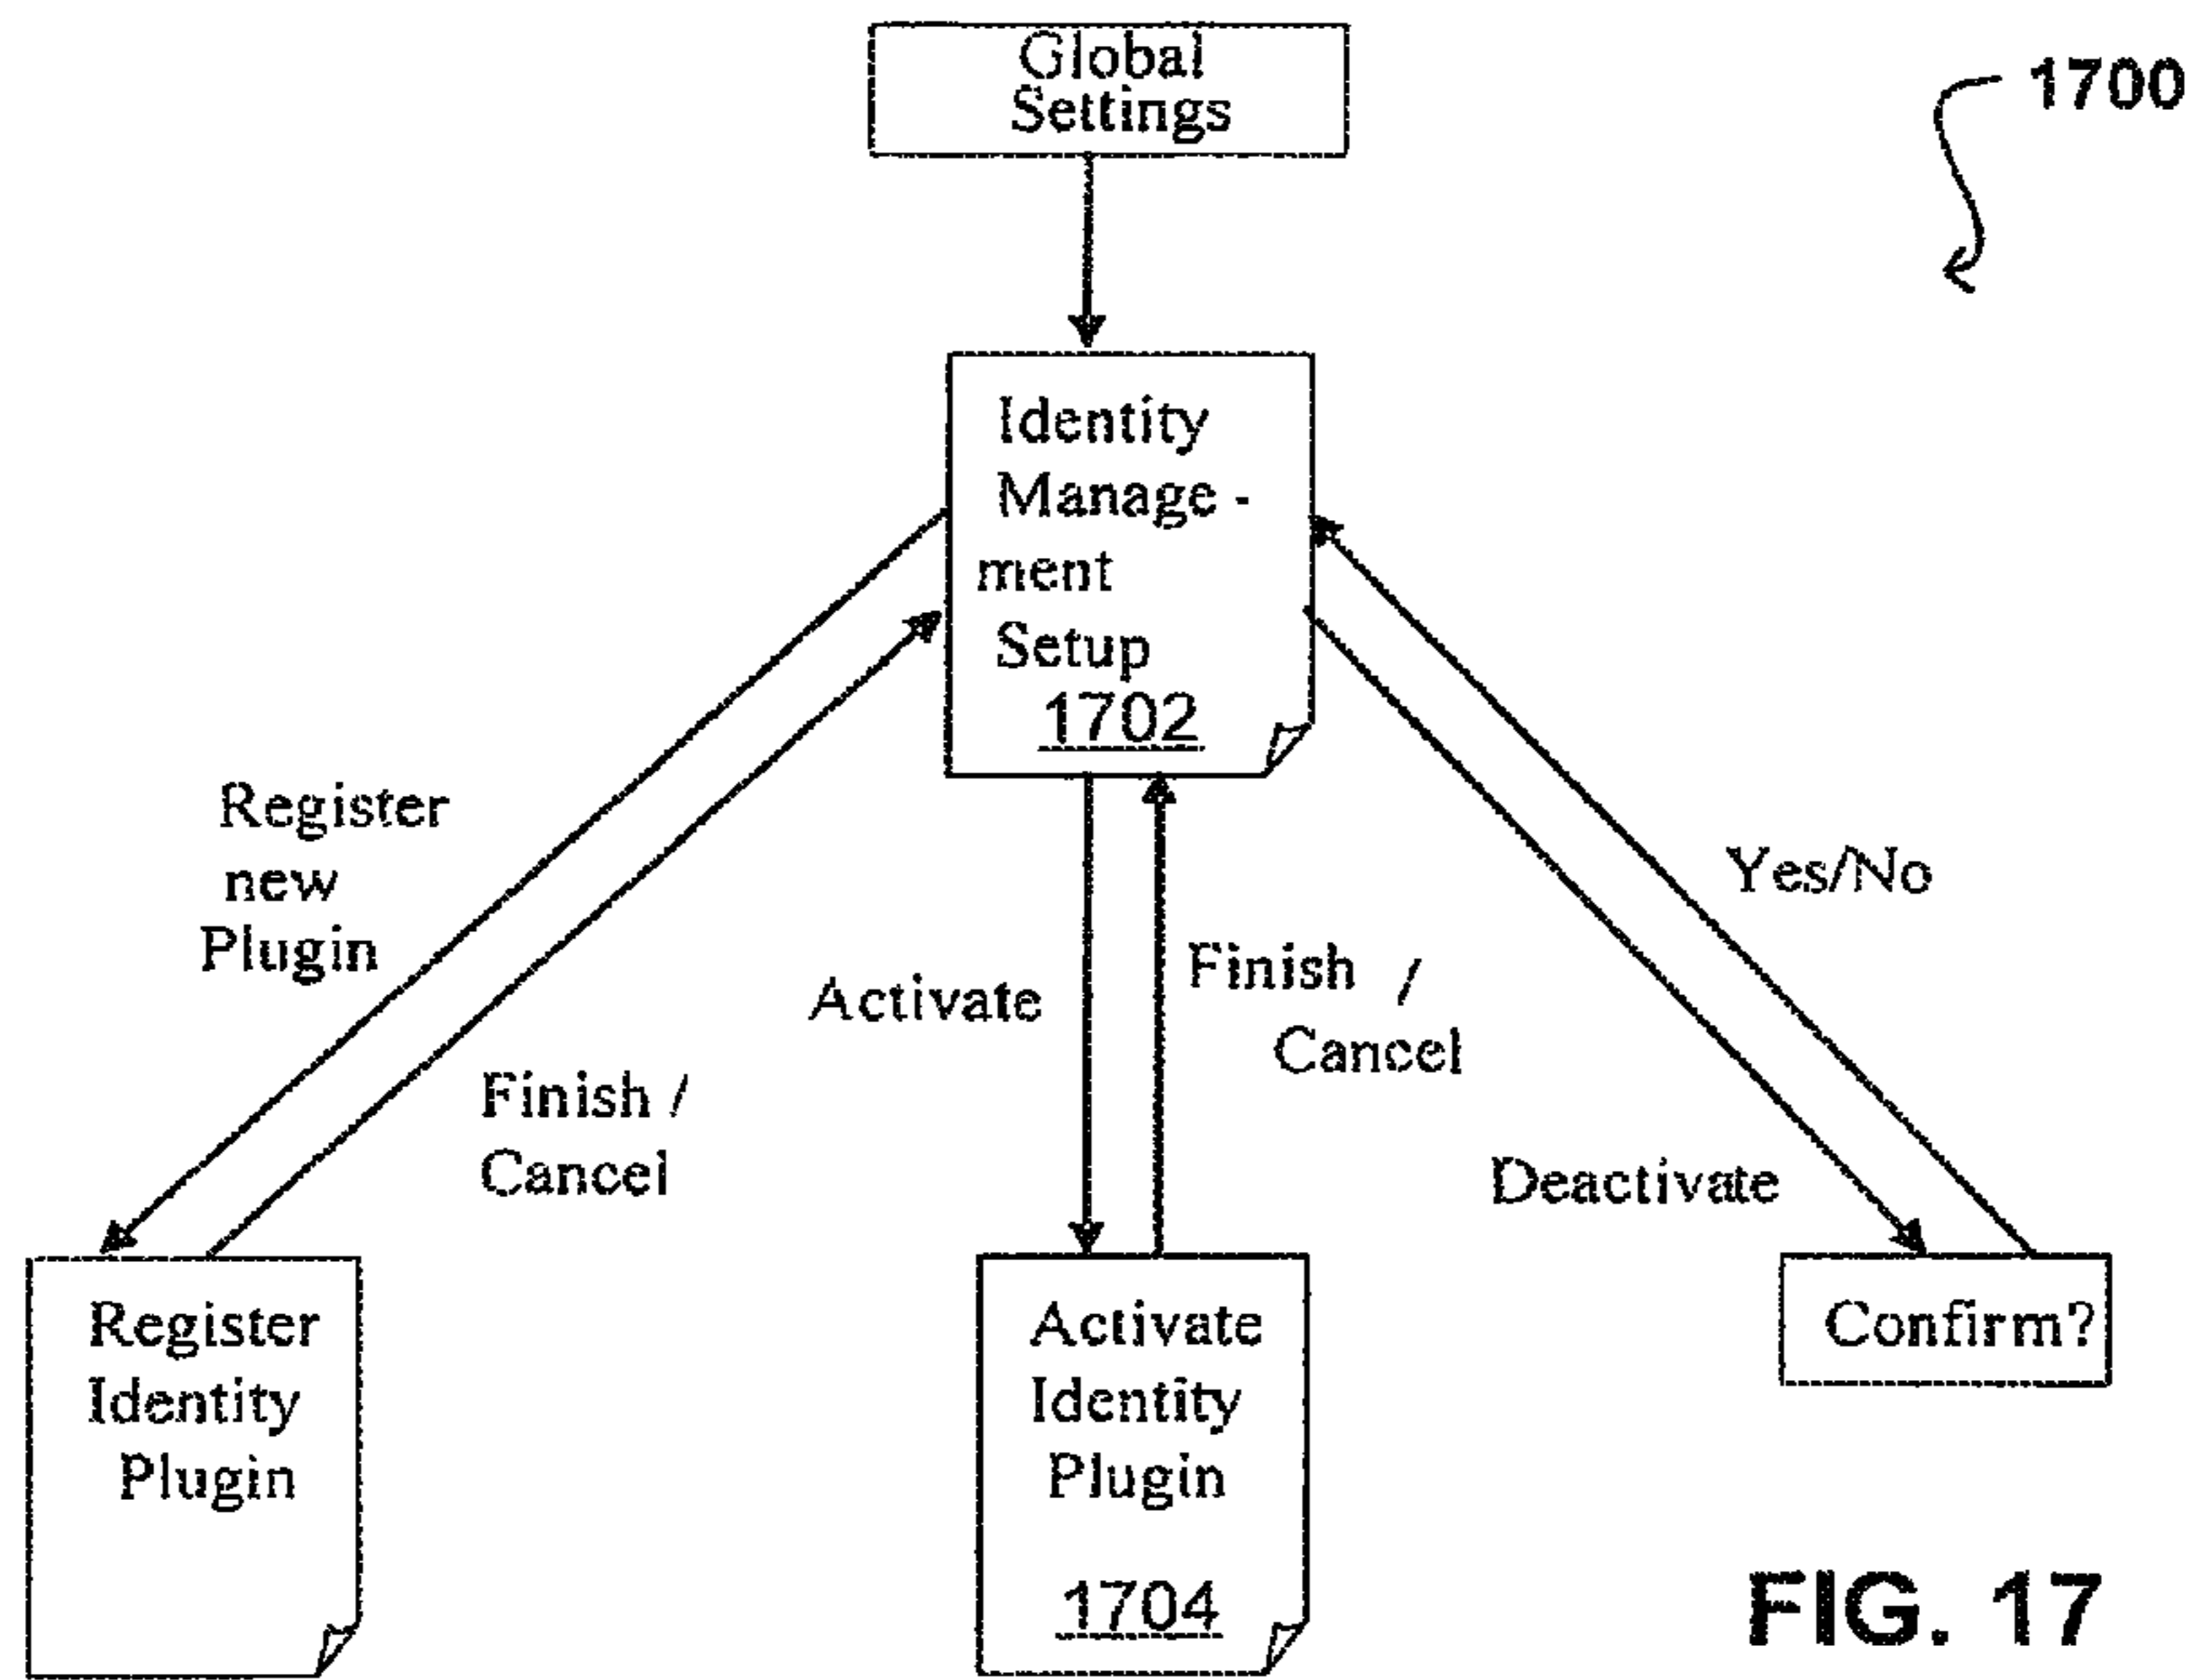 Global
Settings
1700
Identity
Manage -
ment
Setup
1702
Register
new
Plugin
Finish /
Cancel
Activate
Finish /
Cancel
Yes/No
Deactivate
Register
Identity
Plugin
Activate
Identity
Plugin
1704
Confirm?
FIG. 17